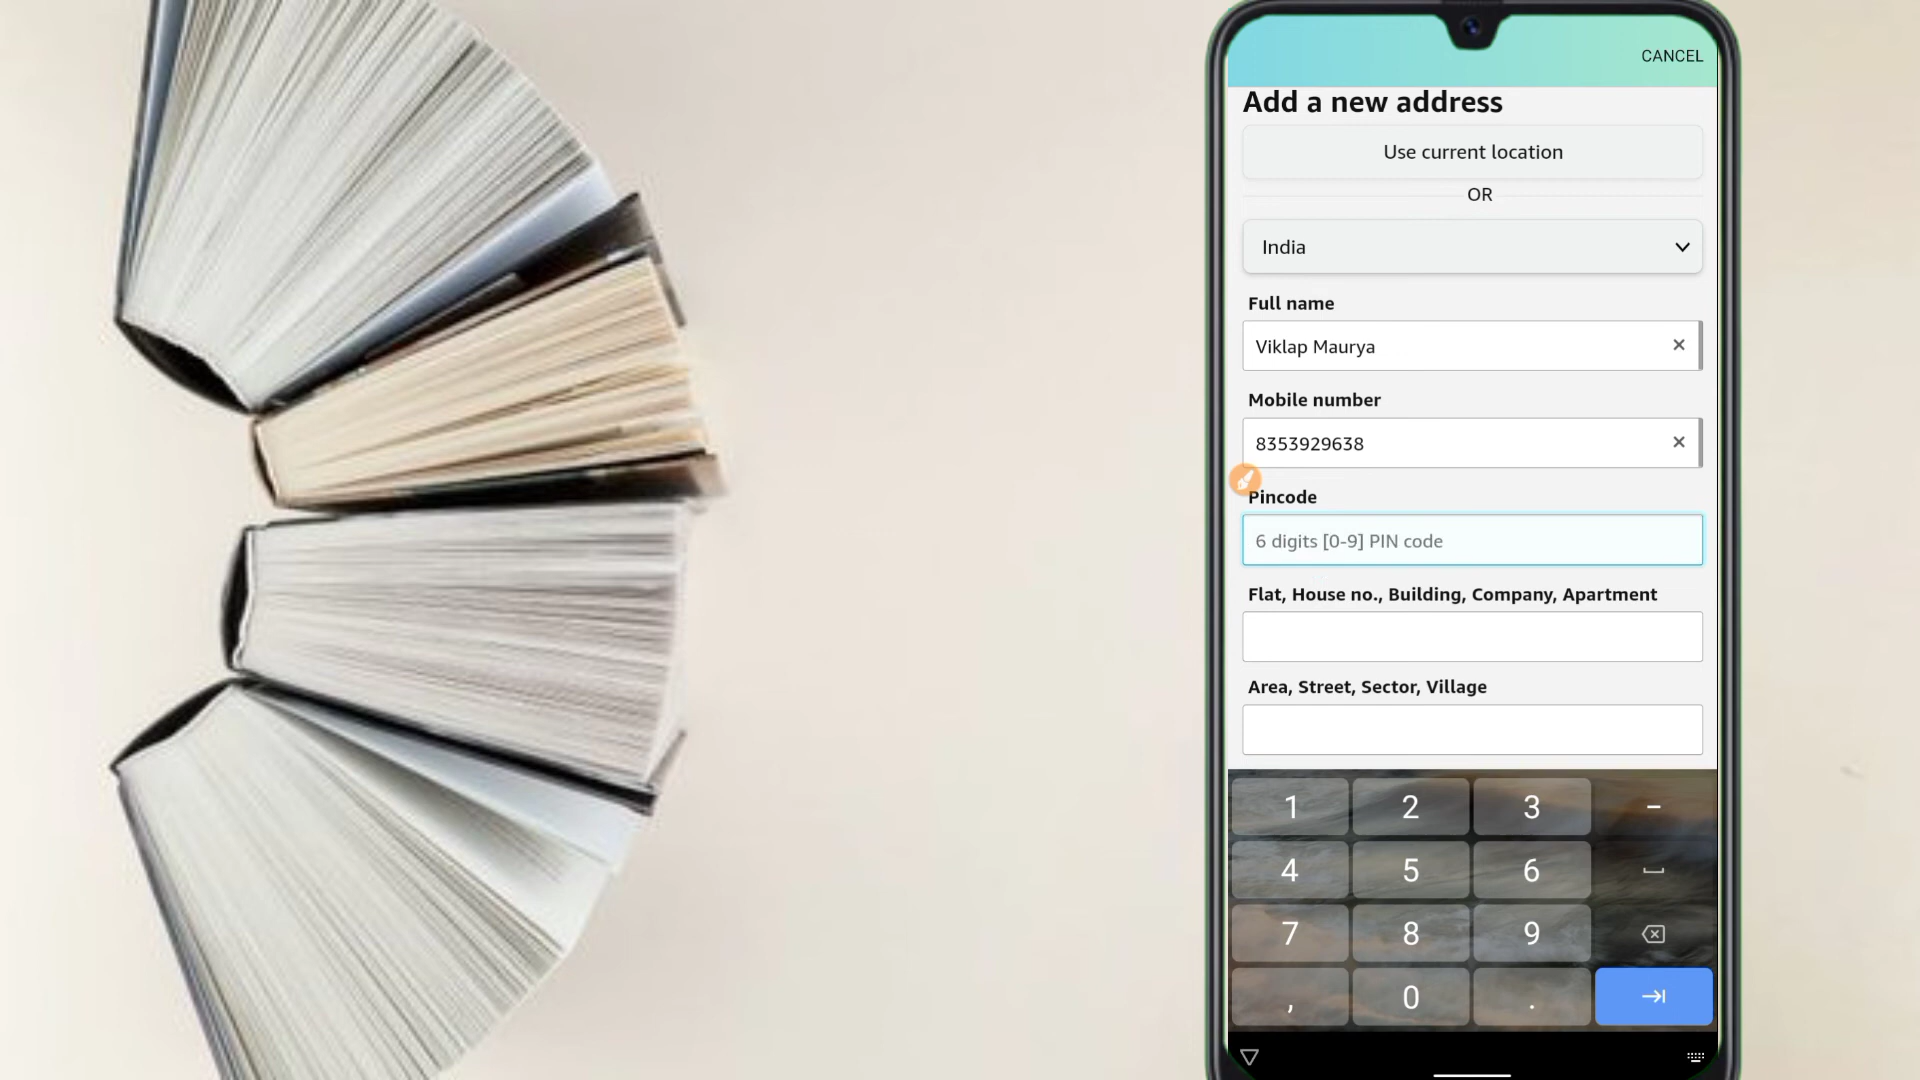 CANCEL
Add a new address
Use current location
OR
India
Full name
Viklap Maurya
Mobile number
8353929638
Pincode
6 digits [0-9] PIN code
Flat, House no., Building, Company, Apartment
Area, Street, Sector, Village
1 2 3 -
4 5 6
7 8 9
, 0 .